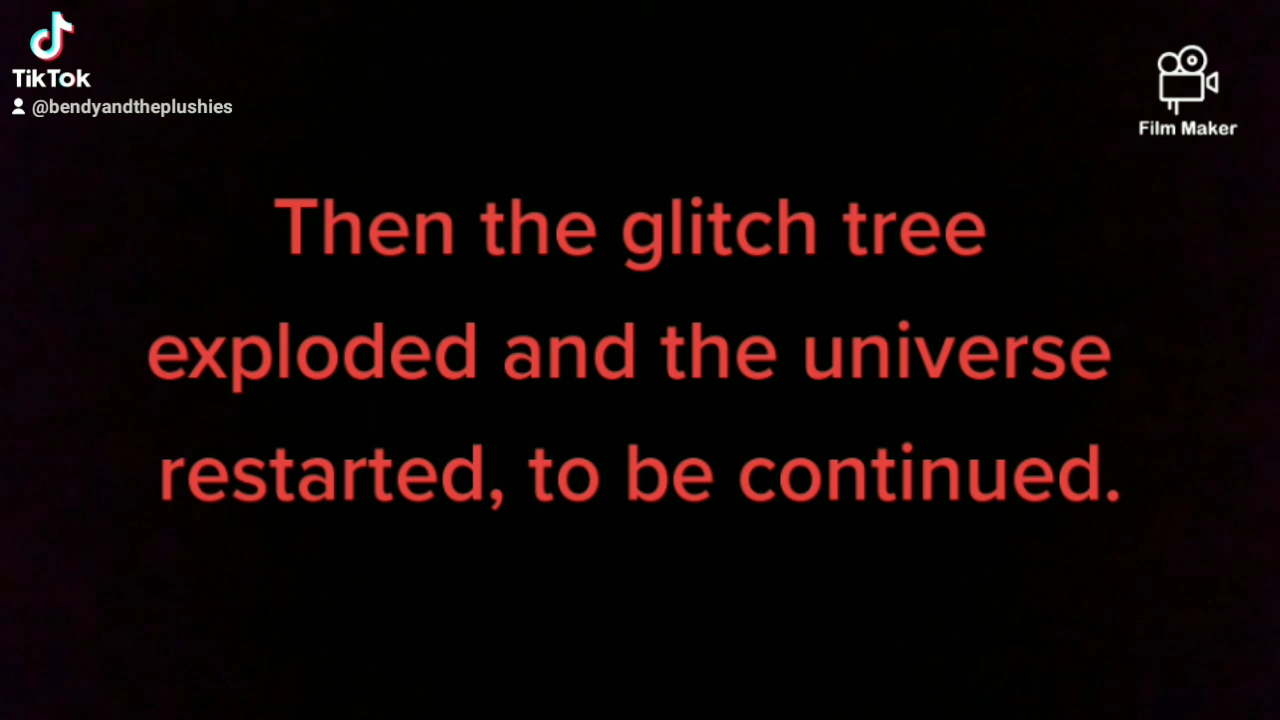 TikTok
@bendyandtheplushies
Film Maker
Then the glitch tree
exploded and the universe
restarted, to be continued.